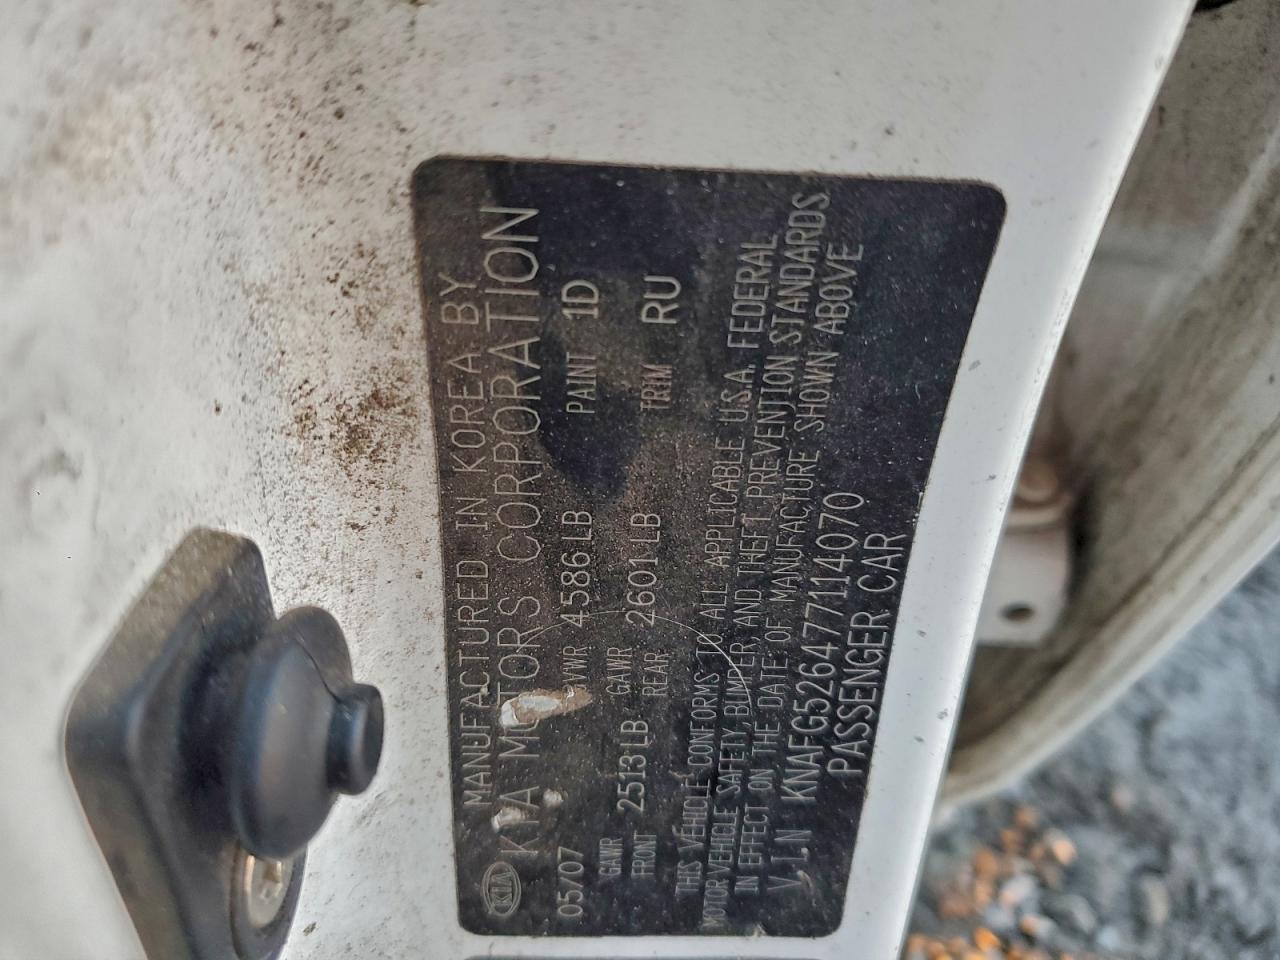 KIA
MANUFACTURED IN KOREA BY
KIA MOTORS CORPORATION
05/07 GVWR 4586 LB PAINT 1D
GAWR FRONT 2513 LB GAWR REAR 2601 LB TRIM RU
THIS VEHICLE CONFORMS TO ALL APPLICABLE U.S.A. FEDERAL
MOTOR VEHICLE SAFETY, BUMPER, AND THEFT PREVENTION STANDARDS
IN EFFECT ON THE DATE OF MANUFACTURE SHOWN ABOVE
V.I.N KNAFG526477114070
PASSENGER CAR